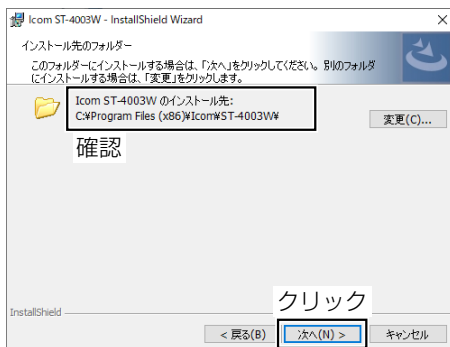 Icom ST-4003W - InstallShield Wizard
インストール先のフォルダー
このフォルダーにインストールする場合は、「次へ」をクリックしてください。別のフォルダ
にインストールする場合は、「変更」をクリックします。
Icom ST-4003W のインストール先:
C:¥Program Files (x86)¥Icom¥ST-4003W¥
変更(C)...
確認
クリック
InstallShield
< 戻る(B)
次へ(N) >
キャンセル